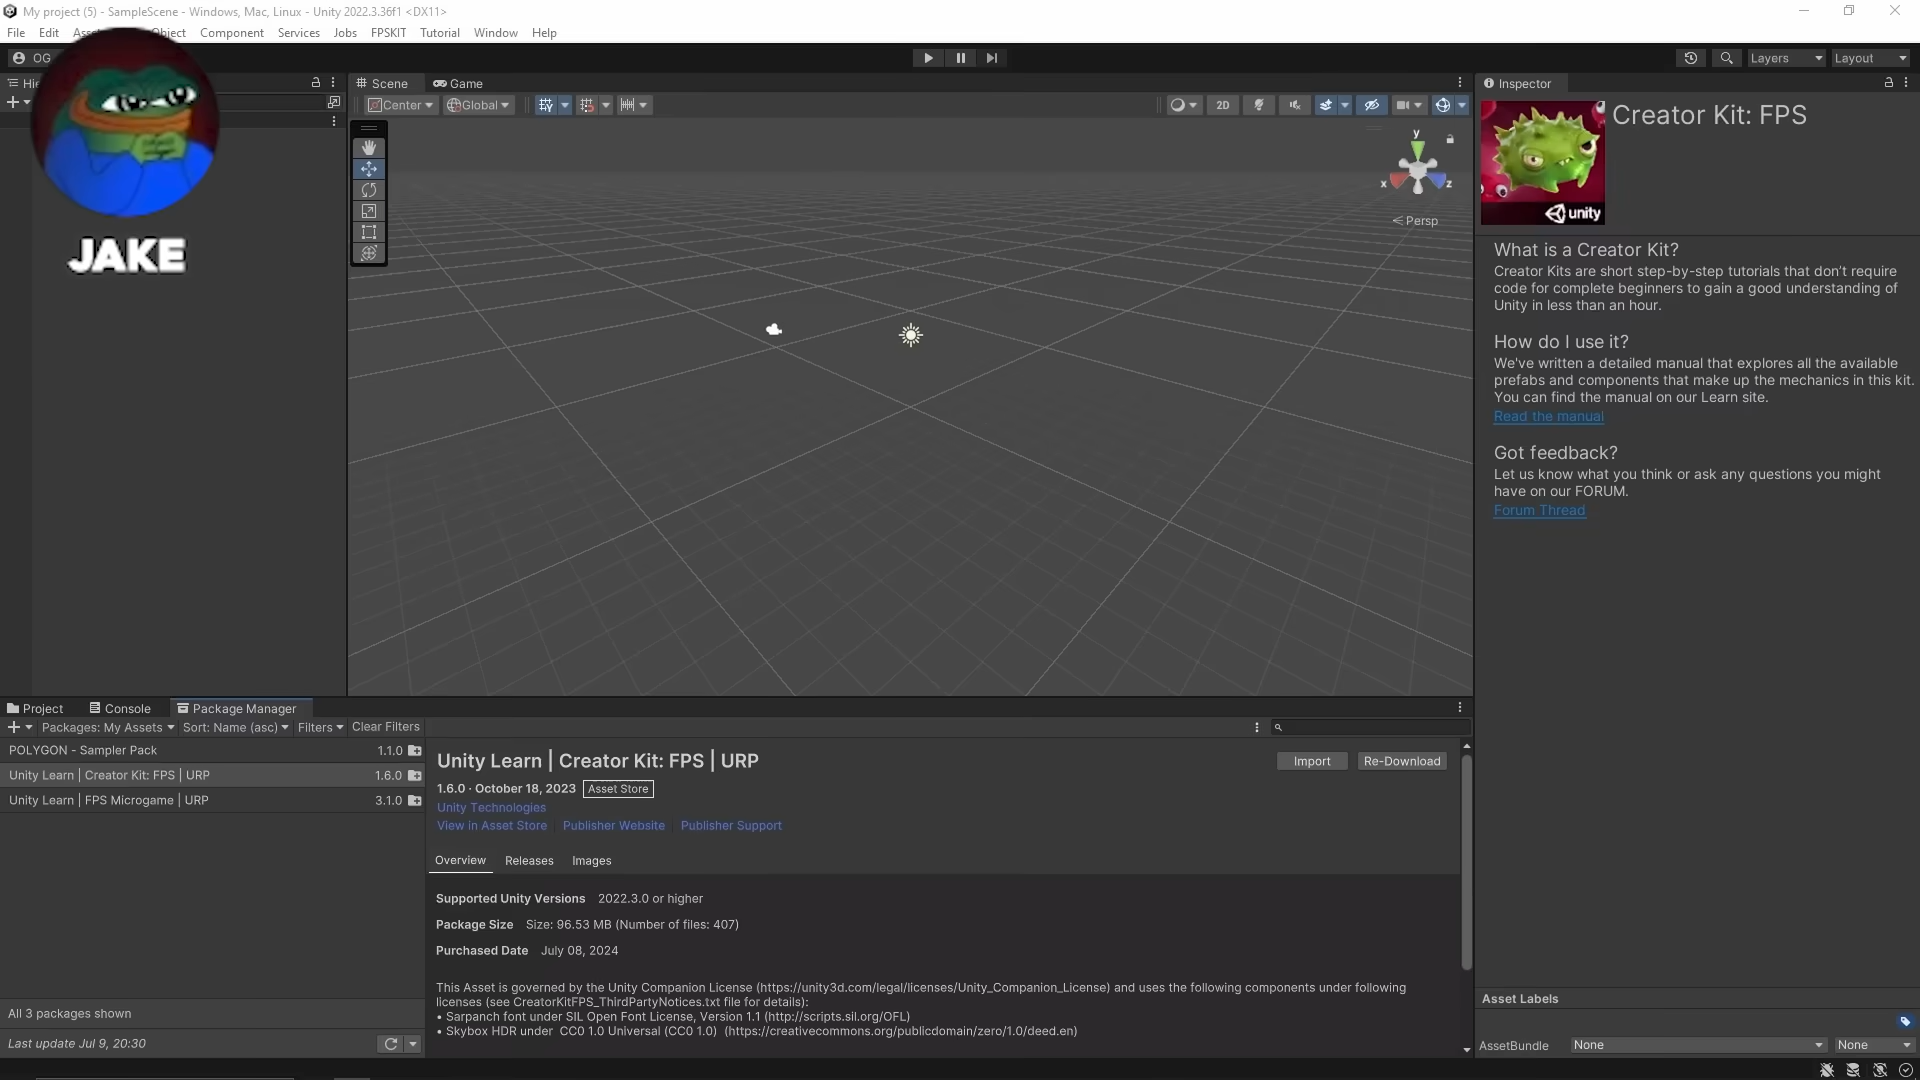 My project (5) - SampleScene - Windows, Mac, Linux - Unity 2022.3.36f1 <DX11>
File Edit Component Services Jobs FPSKIT Tutorial Window Help
OG
Layers Layout
Scene Game
Inspector
Center Global
2D
JAKE
y
x z
Persp
Creator Kit: FPS
unity
What is a Creator Kit?
Creator Kits are short step-by-step tutorials that don't require
code for complete beginners to gain a good understanding of
Unity in less than an hour.
How do I use it?
We've written a detailed manual that explores all the available
prefabs and components that make up the mechanics in this kit.
You can find the manual on our Learn site.
Read the manual
Got feedback?
Let us know what you think or ask any questions you might
have on our FORUM.
Forum Thread
Project Console Package Manager
Packages: My Assets Sort: Name (asc) Filters Clear Filters
POLYGON - Sampler Pack 1.1.0
Unity Learn | Creator Kit: FPS | URP 1.6.0
Unity Learn | FPS Microgame | URP 3.1.0
All 3 packages shown
Last update Jul 9, 20:30
Unity Learn | Creator Kit: FPS | URP
Import Re-Download
1.6.0 · October 18, 2023 Asset Store
Unity Technologies
View in Asset Store Publisher Website Publisher Support
Overview Releases Images
Supported Unity Versions 2022.3.0 or higher
Package Size Size: 96.53 MB (Number of files: 407)
Purchased Date July 08, 2024
This Asset is governed by the Unity Companion License (https://unity3d.com/legal/licenses/Unity_Companion_License) and uses the following components under following
licenses (see CreatorKitFPS_ThirdPartyNotices.txt file for details):
• Sarpanch font under SIL Open Font License, Version 1.1 (http://scripts.sil.org/OFL)
• Skybox HDR under CC0 1.0 Universal (CC0 1.0) (https://creativecommons.org/publicdomain/zero/1.0/deed.en)
Asset Labels
AssetBundle None None